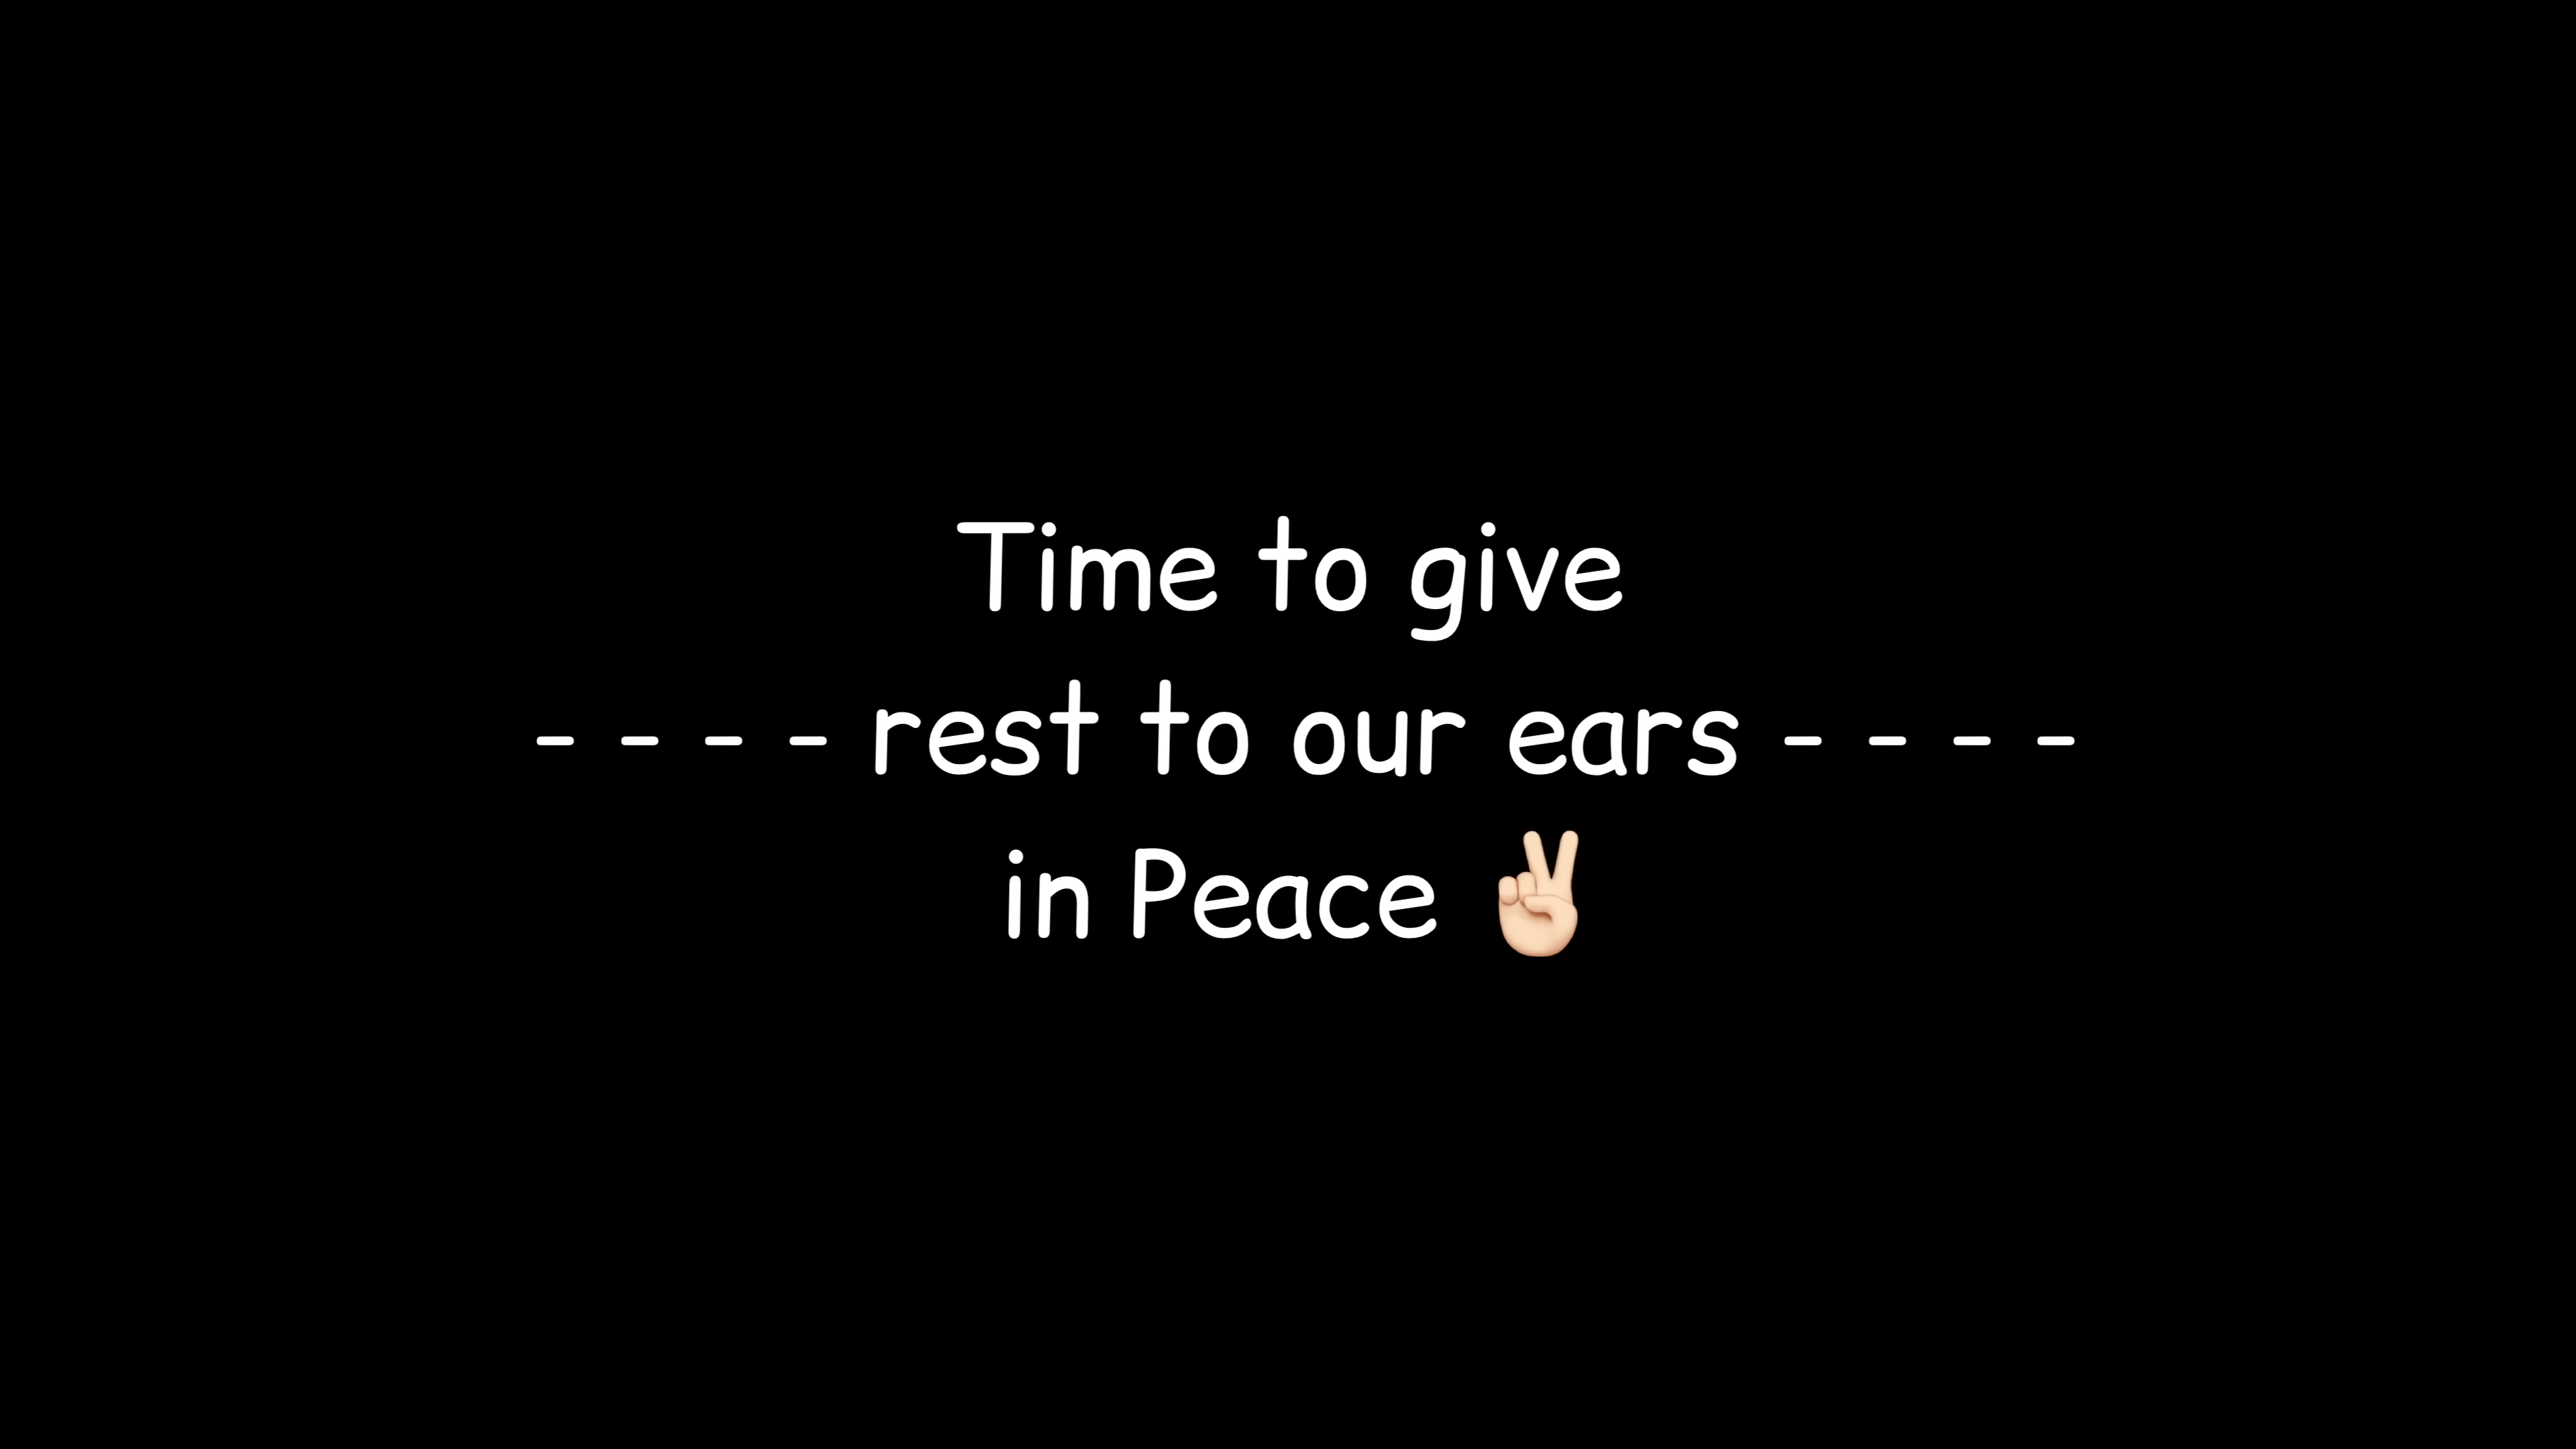 Time to give
- - - - rest to our ears - - - -
in Peace ✌🏻